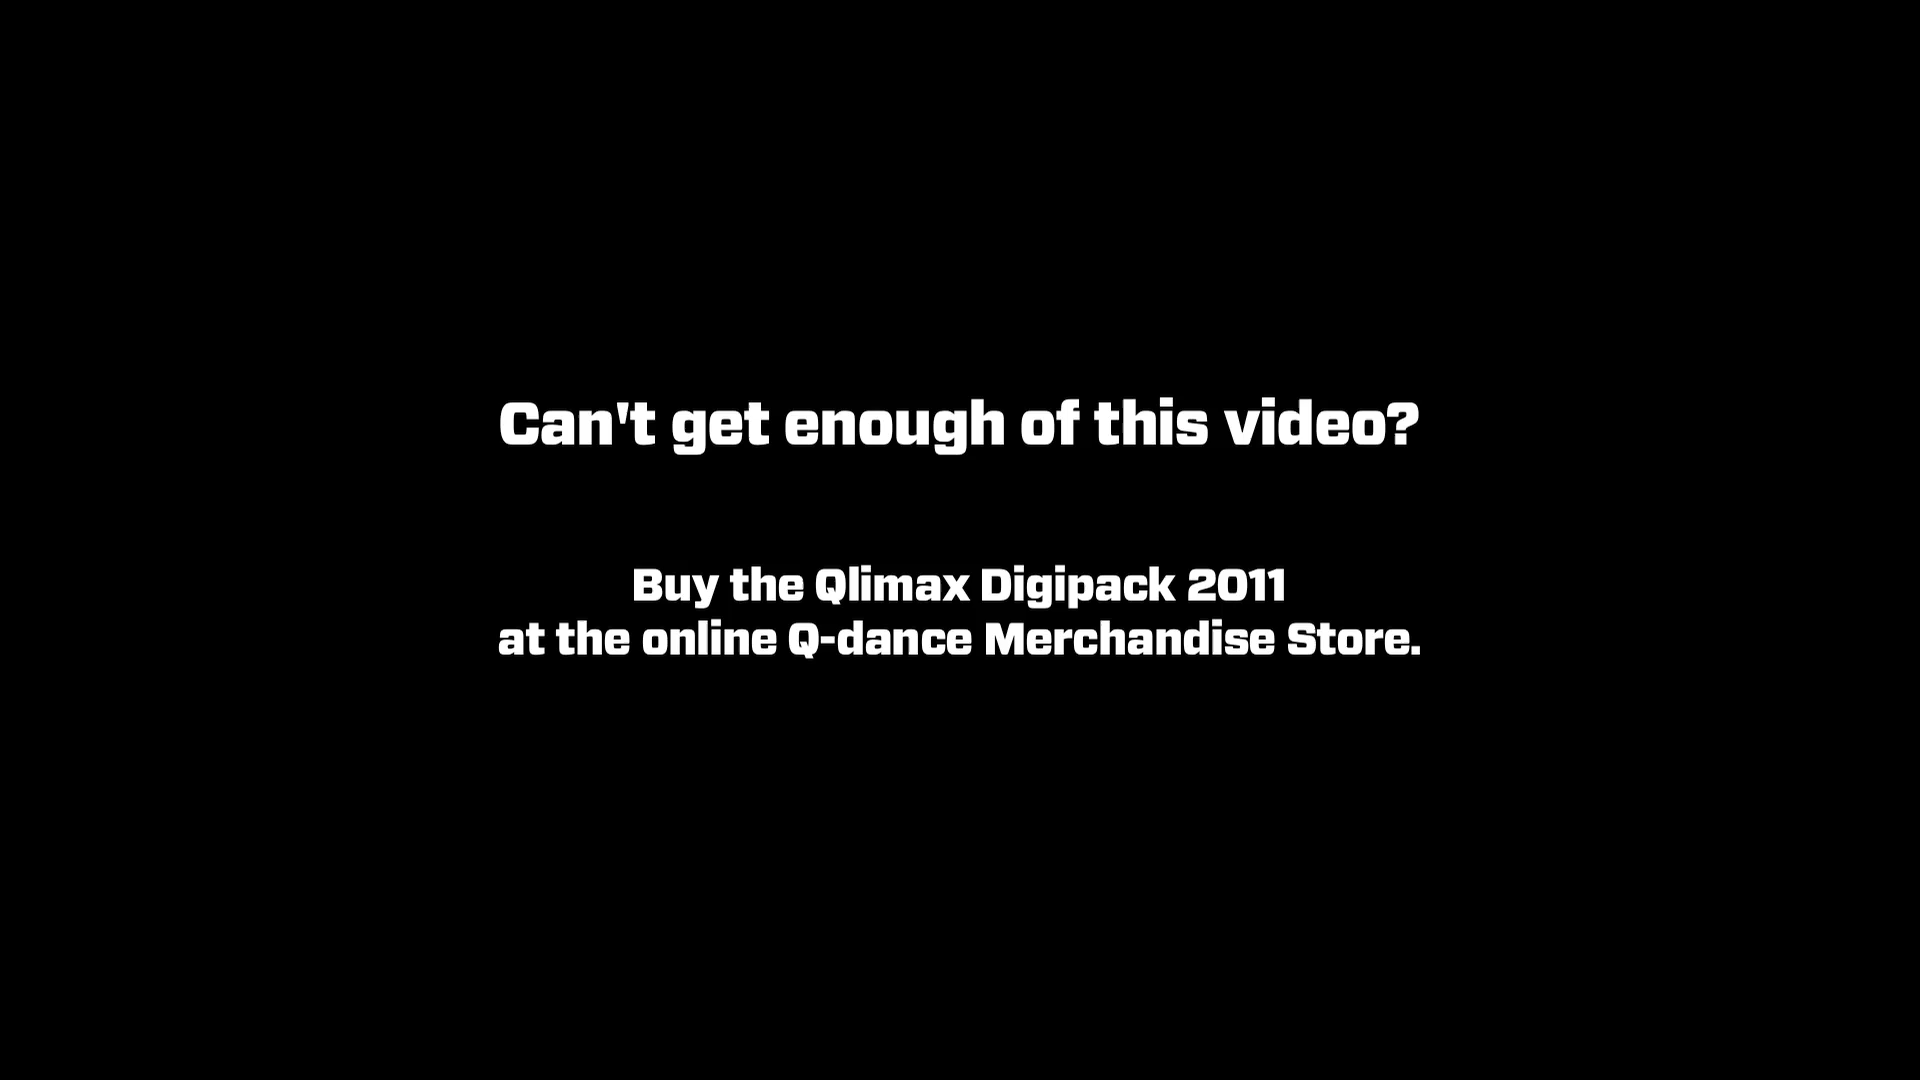 Can't get enough of this video?
Buy the Qlimax Digipack 2011
at the online Q-dance Merchandise Store.